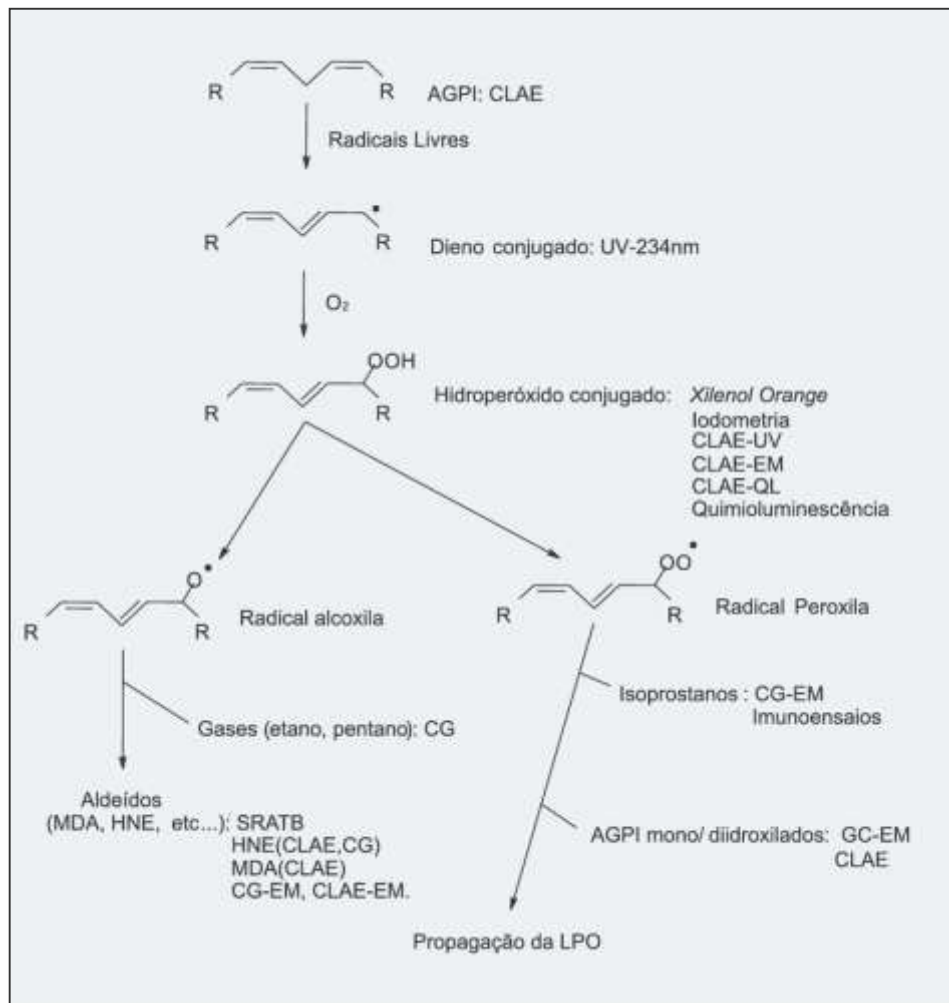 R R
AGPI: CLAE
Radicais Livres
R R
Dieno conjugado: UV-234nm
O₂
OOH
R R
Hidroperóxido conjugado: Xilenol Orange
Iodometria
CLAE-UV
CLAE-EM
CLAE-QL
Quimioluminescência
O•
R R
Radical alcoxila
OO•
R R
Radical Peroxila
Isoprostanos : CG-EM
Imunoensaios
Gases (etano, pentano): CG
Aldeídos
(MDA, HNE, etc...): SRATB
HNE(CLAE,CG)
MDA(CLAE)
CG-EM, CLAE-EM.
AGPI mono/ diidroxilados: GC-EM
CLAE
Propagação da LPO